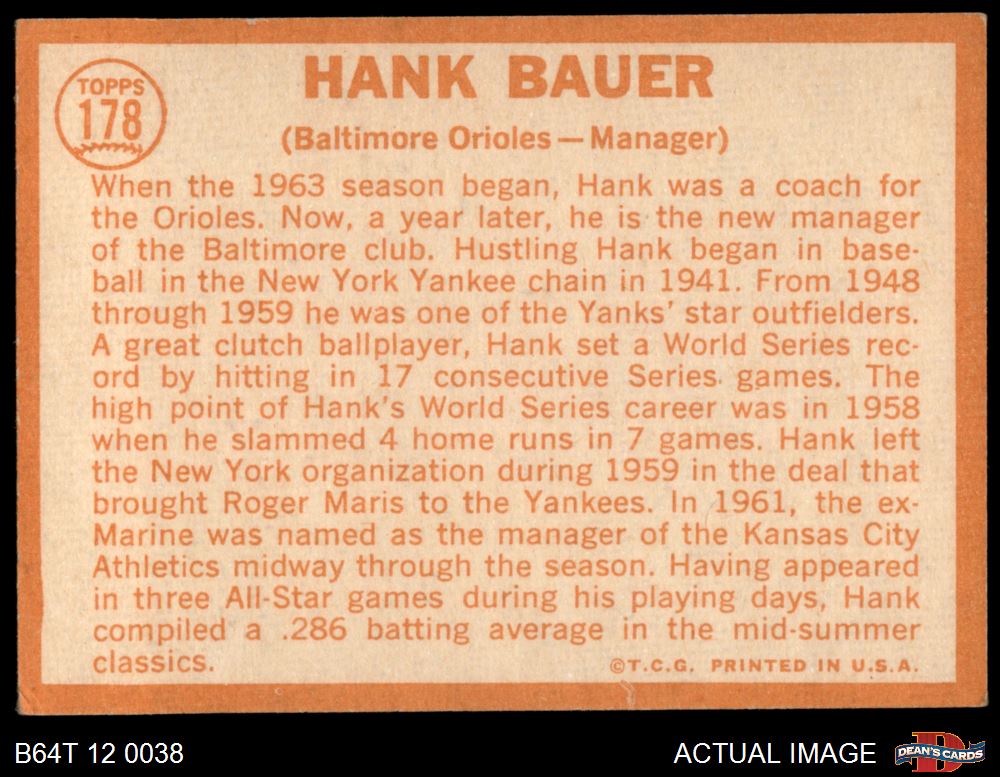 TOPPS
178
HANK BAUER
(Baltimore Orioles — Manager)
When the 1963 season began, Hank was a coach for
the Orioles. Now, a year later, he is the new manager
of the Baltimore club. Hustling Hank began in base-
ball in the New York Yankee chain in 1941. From 1948
through 1959 he was one of the Yanks' star outfielders.
A great clutch ballplayer, Hank set a World Series rec-
ord by hitting in 17 consecutive Series games. The
high point of Hank's World Series career was in 1958
when he slammed 4 home runs in 7 games. Hank left
the New York organization during 1959 in the deal that
brought Roger Maris to the Yankees. In 1961, the ex-
Marine was named as the manager of the Kansas City
Athletics midway through the season. Having appeared
in three All-Star games during his playing days, Hank
compiled a .286 batting average in the mid-summer
classics.
©T.C.G. PRINTED IN U.S.A.
B64T 12 0038
ACTUAL IMAGE
D
DEAN'S CARDS